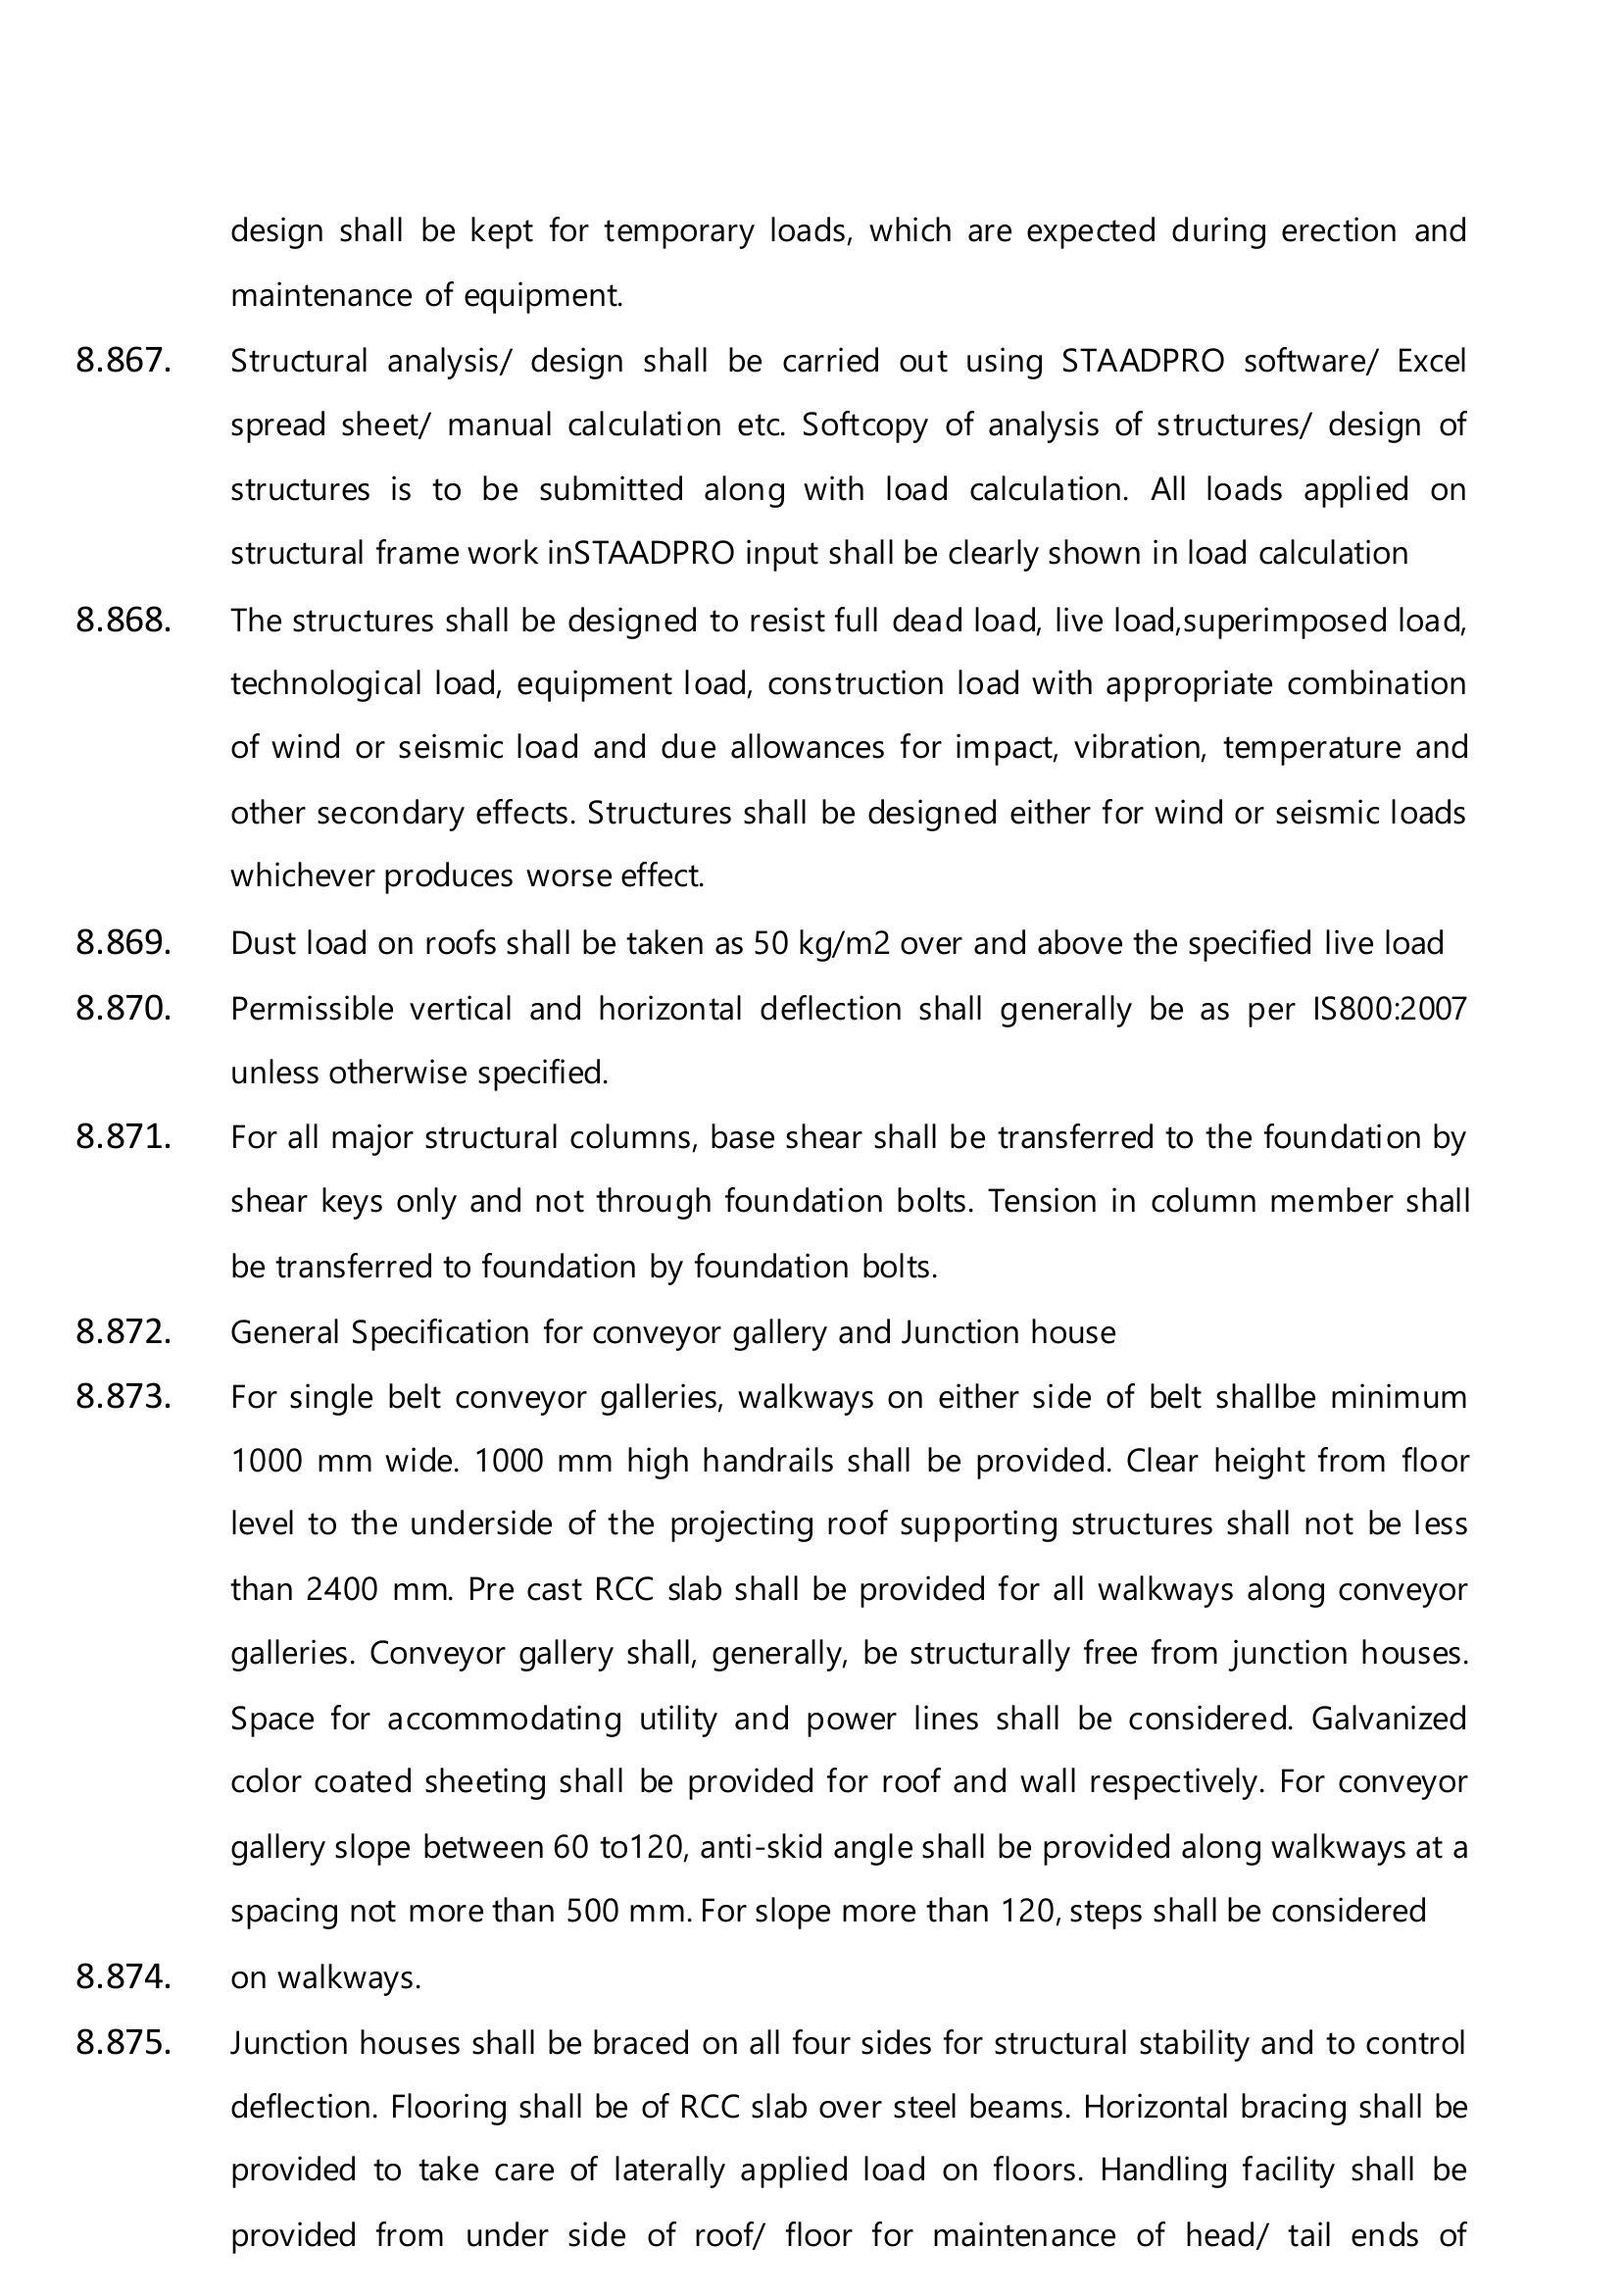 design shall be kept for temporary loads, which are expected during erection and
maintenance of equipment.
8.867. Structural analysis/ design shall be carried out using STAADPRO software/ Excel
spread sheet/ manual calculation etc. Softcopy of analysis of structures/ design of
structures is to be submitted along with load calculation. All loads applied on
structural frame work inSTAADPRO input shall be clearly shown in load calculation
8.868. The structures shall be designed to resist full dead load, live load,superimposed load,
technological load, equipment load, construction load with appropriate combination
of wind or seismic load and due allowances for impact, vibration, temperature and
other secondary effects. Structures shall be designed either for wind or seismic loads
whichever produces worse effect.
8.869. Dust load on roofs shall be taken as 50 kg/m2 over and above the specified live load
8.870. Permissible vertical and horizontal deflection shall generally be as per IS800:2007
unless otherwise specified.
8.871. For all major structural columns, base shear shall be transferred to the foundation by
shear keys only and not through foundation bolts. Tension in column member shall
be transferred to foundation by foundation bolts.
8.872. General Specification for conveyor gallery and Junction house
8.873. For single belt conveyor galleries, walkways on either side of belt shallbe minimum
1000 mm wide. 1000 mm high handrails shall be provided. Clear height from floor
level to the underside of the projecting roof supporting structures shall not be less
than 2400 mm. Pre cast RCC slab shall be provided for all walkways along conveyor
galleries. Conveyor gallery shall, generally, be structurally free from junction houses.
Space for accommodating utility and power lines shall be considered. Galvanized
color coated sheeting shall be provided for roof and wall respectively. For conveyor
gallery slope between 60 to120, anti-skid angle shall be provided along walkways at a
spacing not more than 500 mm. For slope more than 120, steps shall be considered
8.874. on walkways.
8.875. Junction houses shall be braced on all four sides for structural stability and to control
deflection. Flooring shall be of RCC slab over steel beams. Horizontal bracing shall be
provided to take care of laterally applied load on floors. Handling facility shall be
provided from under side of roof/ floor for maintenance of head/ tail ends of